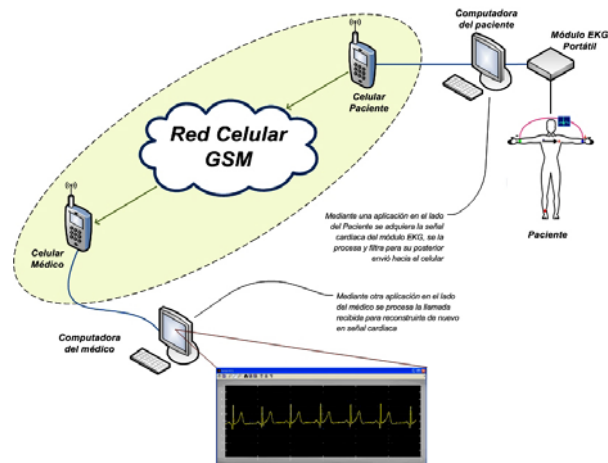 Computadora
del paciente
Módulo EKG
Portátil
Celular
Paciente
Red Celular
GSM
Paciente
Celular
Médico
Mediante una aplicación en el lado
del Paciente se adquiera la señal
cardiaca del módulo EKG, se la
procesa y filtra para su posterior
envió hacia el celular
Mediante otra aplicación en el lado
del médico se procesa la llamada
recibida para reconstruirla de nuevo
en señal cardiaca
Computadora
del médico